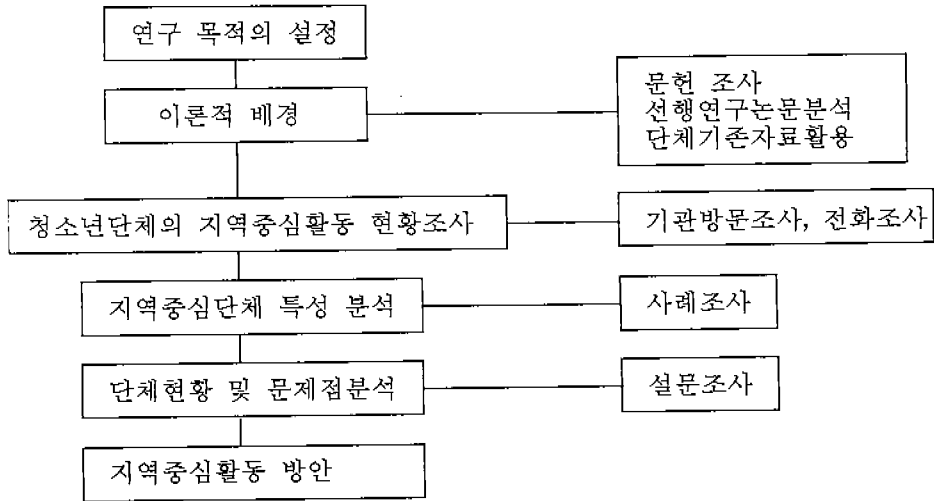 연구 목적의 설정
이론적 배경
문헌 조사
선행연구논문분석
단체기존자료활용
청소년단체의 지역중심활동 현황조사
기관방문조사, 전화조사
지역중심단체 특성 분석
사례조사
단체현황 및 문제점분석
설문조사
지역중심활동 방안